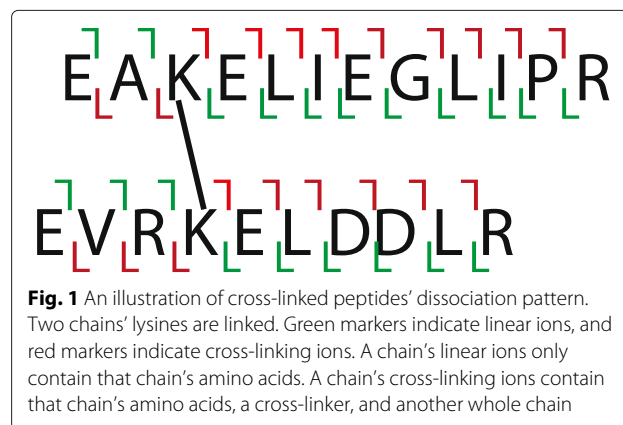 EAKELIEGLIPR
EVRKELDDLR
Fig. 1 An illustration of cross-linked peptides’ dissociation pattern.
Two chains’ lysines are linked. Green markers indicate linear ions, and
red markers indicate cross-linking ions. A chain’s linear ions only
contain that chain’s amino acids. A chain’s cross-linking ions contain
that chain’s amino acids, a cross-linker, and another whole chain